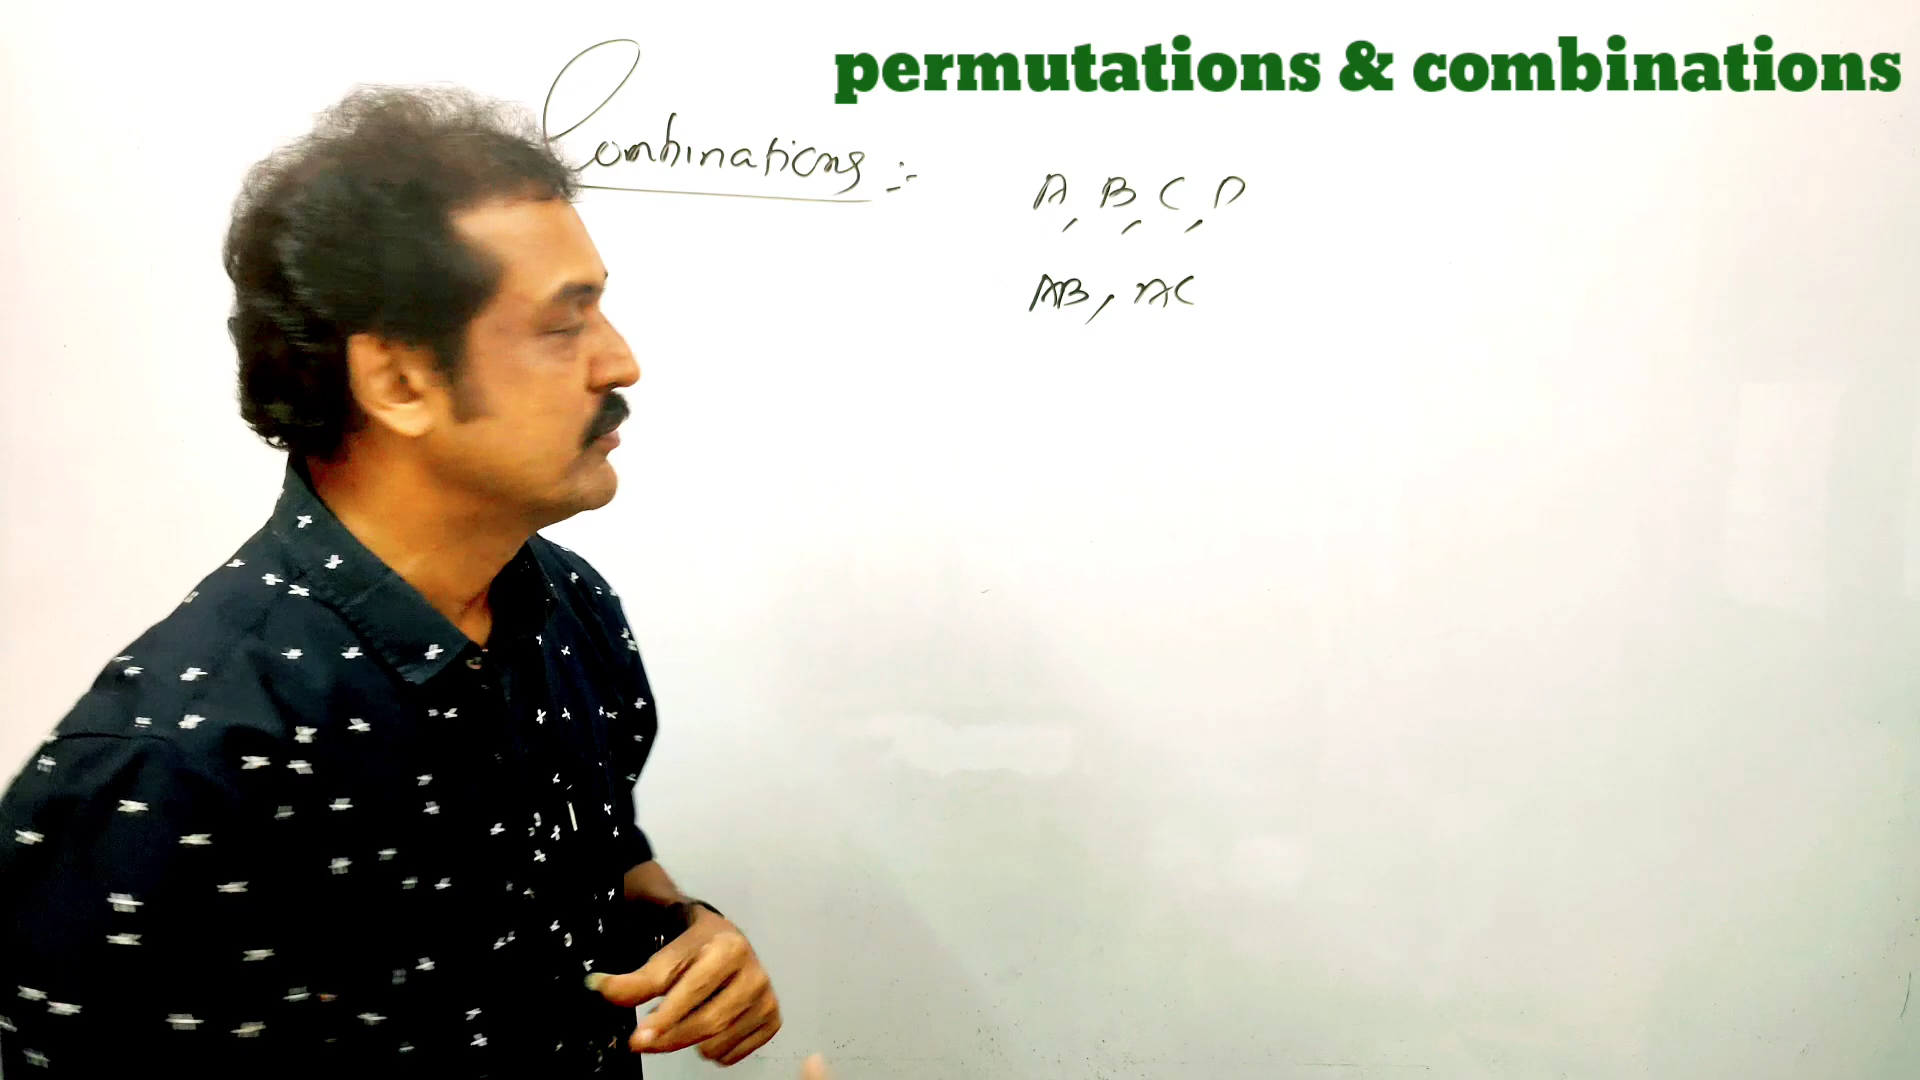 permutations & combinations
Combinations :-
A, B, C, D
AB, AC